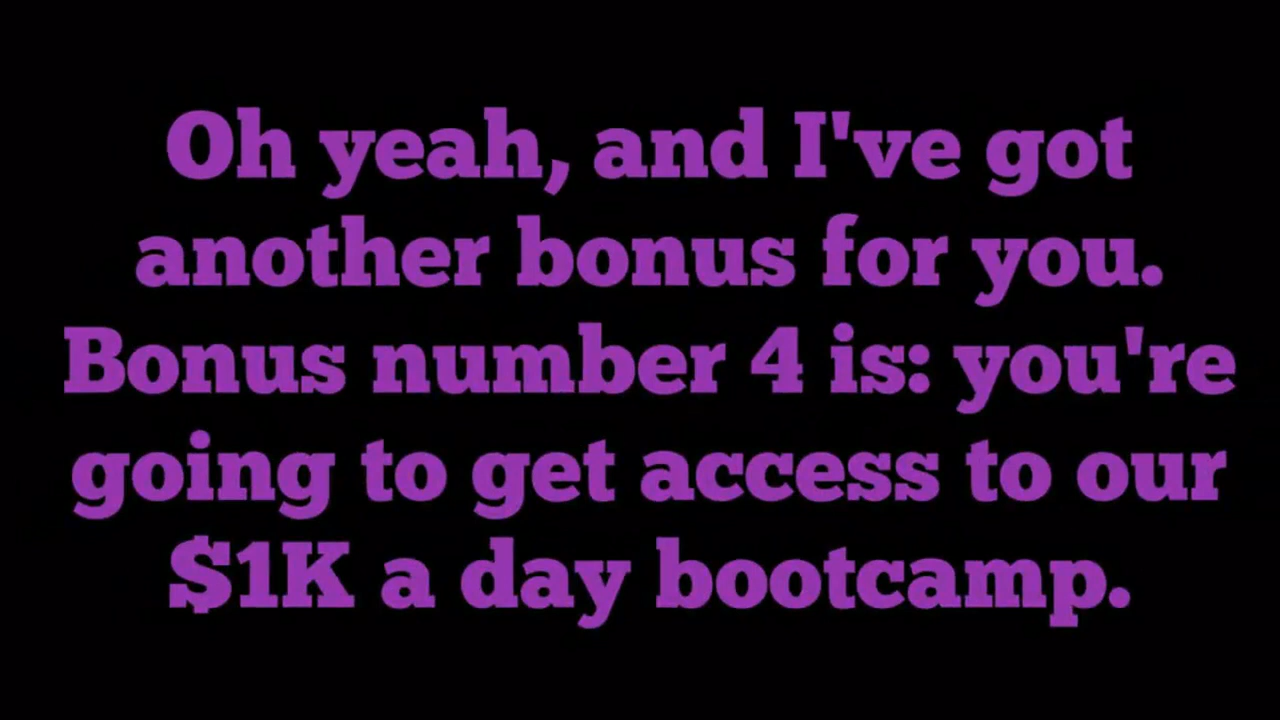 Oh yeah, and I've got
another bonus for you.
Bonus number 4 is: you're
going to get access to our
$1K a day bootcamp.